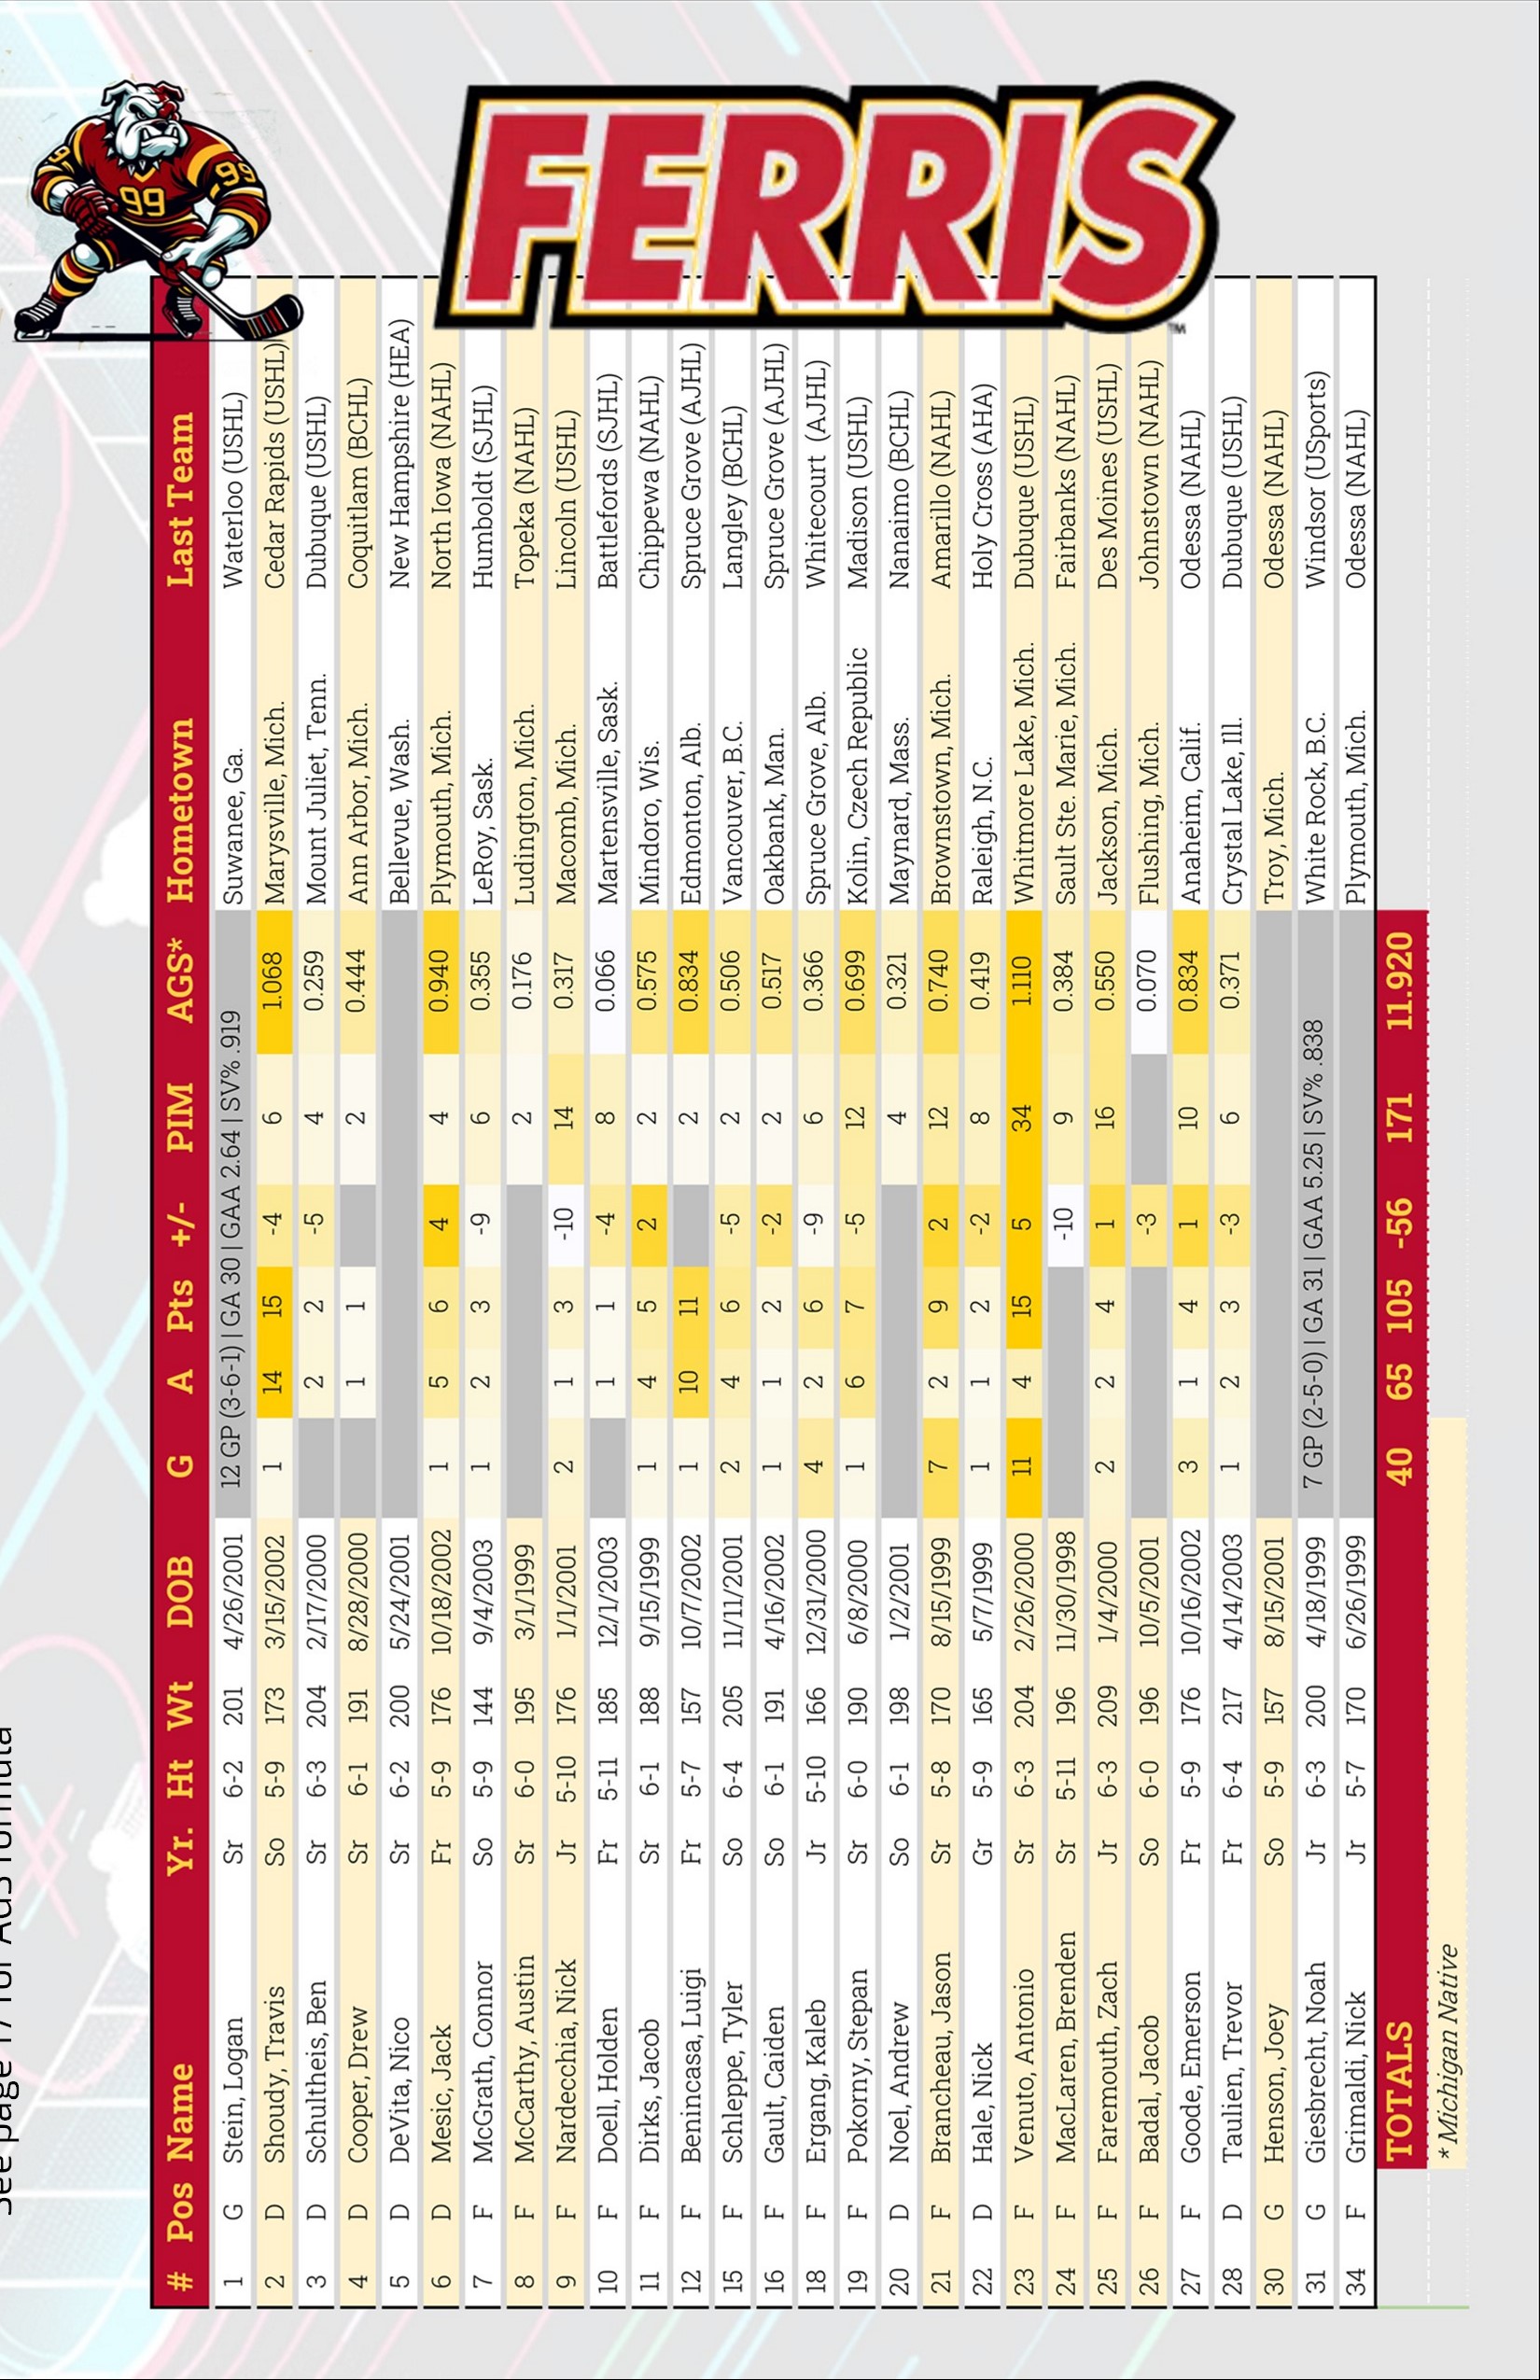 See page 17 for AGS formula
99
99
FERRIS
TM
# Pos Name Yr. Ht Wt DOB G A Pts +/- PIM AGS* Hometown Last Team
1 G Stein, Logan Sr 6-2 201 4/26/2001 12 GP (3-6-1) | GA 30 | GAA 2.64 | SV% .919 Suwanee, Ga. Waterloo (USHL)
2 D Shoudy, Travis So 5-9 173 3/15/2002 1 14 15 -4 6 1.068 Marysville, Mich. Cedar Rapids (USHL)
3 D Schultheis, Ben Sr 6-3 204 2/17/2000 2 2 -5 4 0.259 Mount Juliet, Tenn. Dubuque (USHL)
4 D Cooper, Drew Sr 6-1 191 8/28/2000 1 1 2 0.444 Ann Arbor, Mich. Coquitlam (BCHL)
5 D DeVita, Nico Sr 6-2 200 5/24/2001 Bellevue, Wash. New Hampshire (HEA)
6 D Mesic, Jack Fr 5-9 176 10/18/2002 1 5 6 4 4 0.940 Plymouth, Mich. North Iowa (NAHL)
7 F McGrath, Connor So 5-9 144 9/4/2003 1 2 3 -9 6 0.355 LeRoy, Sask. Humboldt (SJHL)
8 F McCarthy, Austin Sr 6-0 195 3/1/1999 2 0.176 Ludington, Mich. Topeka (NAHL)
9 F Nardecchia, Nick Jr 5-10 176 1/1/2001 2 1 3 -10 14 0.317 Macomb, Mich. Lincoln (USHL)
10 F Doell, Holden Fr 5-11 185 12/1/2003 1 1 -4 8 0.066 Martensville, Sask. Battlefords (SJHL)
11 F Dirks, Jacob Sr 6-1 188 9/15/1999 1 4 5 2 2 0.575 Mindoro, Wis. Chippewa (NAHL)
12 F Benincasa, Luigi Fr 5-7 157 10/7/2002 1 10 11 2 0.834 Edmonton, Alb. Spruce Grove (AJHL)
15 F Schleppe, Tyler So 6-4 205 11/11/2001 2 4 6 -5 2 0.506 Vancouver, B.C. Langley (BCHL)
16 F Gault, Caiden So 6-1 191 4/16/2002 1 1 2 -2 2 0.517 Oakbank, Man. Spruce Grove (AJHL)
18 F Ergang, Kaleb Jr 5-10 166 12/31/2000 4 2 6 -9 6 0.366 Spruce Grove, Alb. Whitecourt (AJHL)
19 F Pokorny, Stepan Sr 6-0 190 6/8/2000 1 6 7 -5 12 0.699 Kolin, Czech Republic Madison (USHL)
20 D Noel, Andrew So 6-1 198 1/2/2001 4 0.321 Maynard, Mass. Nanaimo (BCHL)
21 F Brancheau, Jason Sr 5-8 170 8/15/1999 7 2 9 2 12 0.740 Brownstown, Mich. Amarillo (NAHL)
22 D Hale, Nick Gr 5-9 165 5/7/1999 1 1 2 -2 8 0.419 Raleigh, N.C. Holy Cross (AHA)
23 F Venuto, Antonio Sr 6-3 204 2/26/2000 11 4 15 5 34 1.110 Whitmore Lake, Mich. Dubuque (USHL)
24 F MacLaren, Brenden Sr 5-11 196 11/30/1998 -10 9 0.384 Sault Ste. Marie, Mich. Fairbanks (NAHL)
25 F Faremouth, Zach Jr 6-3 209 1/4/2000 2 2 4 1 16 0.550 Jackson, Mich. Des Moines (USHL)
26 F Badal, Jacob So 6-0 196 10/5/2001 -3 0.070 Flushing, Mich. Johnstown (NAHL)
27 F Goode, Emerson Fr 5-9 176 10/16/2002 3 1 4 1 10 0.834 Anaheim, Calif. Odessa (NAHL)
28 D Taulien, Trevor Fr 6-4 217 4/14/2003 1 2 3 -3 6 0.371 Crystal Lake, Ill. Dubuque (USHL)
30 G Henson, Joey So 5-9 157 8/15/2001 Troy, Mich. Odessa (NAHL)
31 G Giesbrecht, Noah Jr 6-3 200 4/18/1999 7 GP (2-5-0) | GA 31 | GAA 5.25 | SV% .838 White Rock, B.C. Windsor (USports)
34 F Grimaldi, Nick Jr 5-7 170 6/26/1999 Plymouth, Mich. Odessa (NAHL)
TOTALS 40 65 105 -56 171 11.920
* Michigan Native